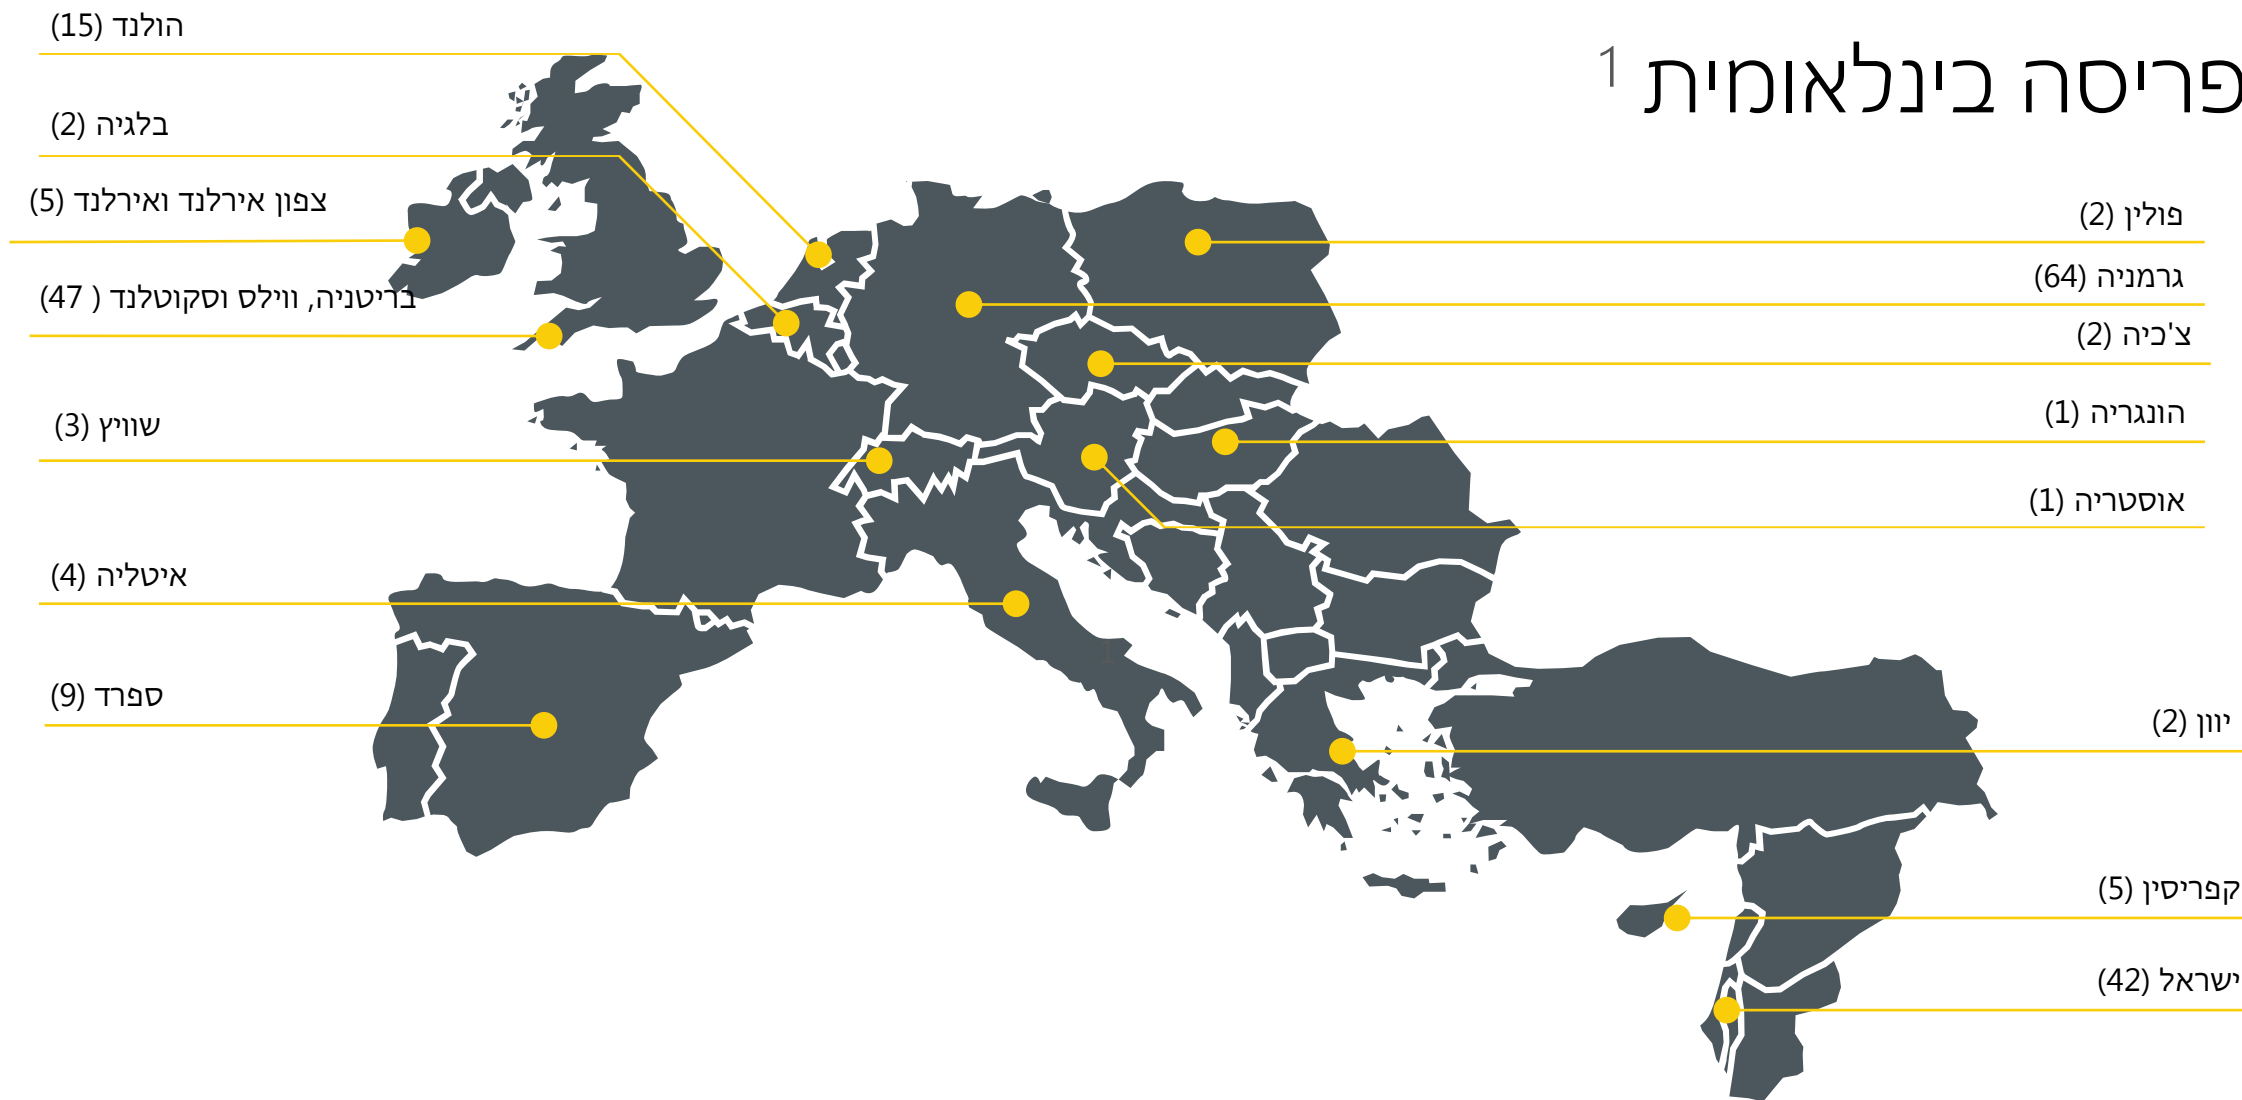 פריסה בינלאומית 1
פולין (2)
גרמניה (64)
צ'כיה (2)
הונגריה (1)
אוסטריה (1)
יוון (2)
קפריסין (5)
ישראל (42)
הולנד (15)
בלגיה (2)
צפון אירלנד ואירלנד (5)
בריטניה, ווילס וסקוטלנד ( 47)
שוויץ (3)
איטליה (4)
ספרד (9)
1